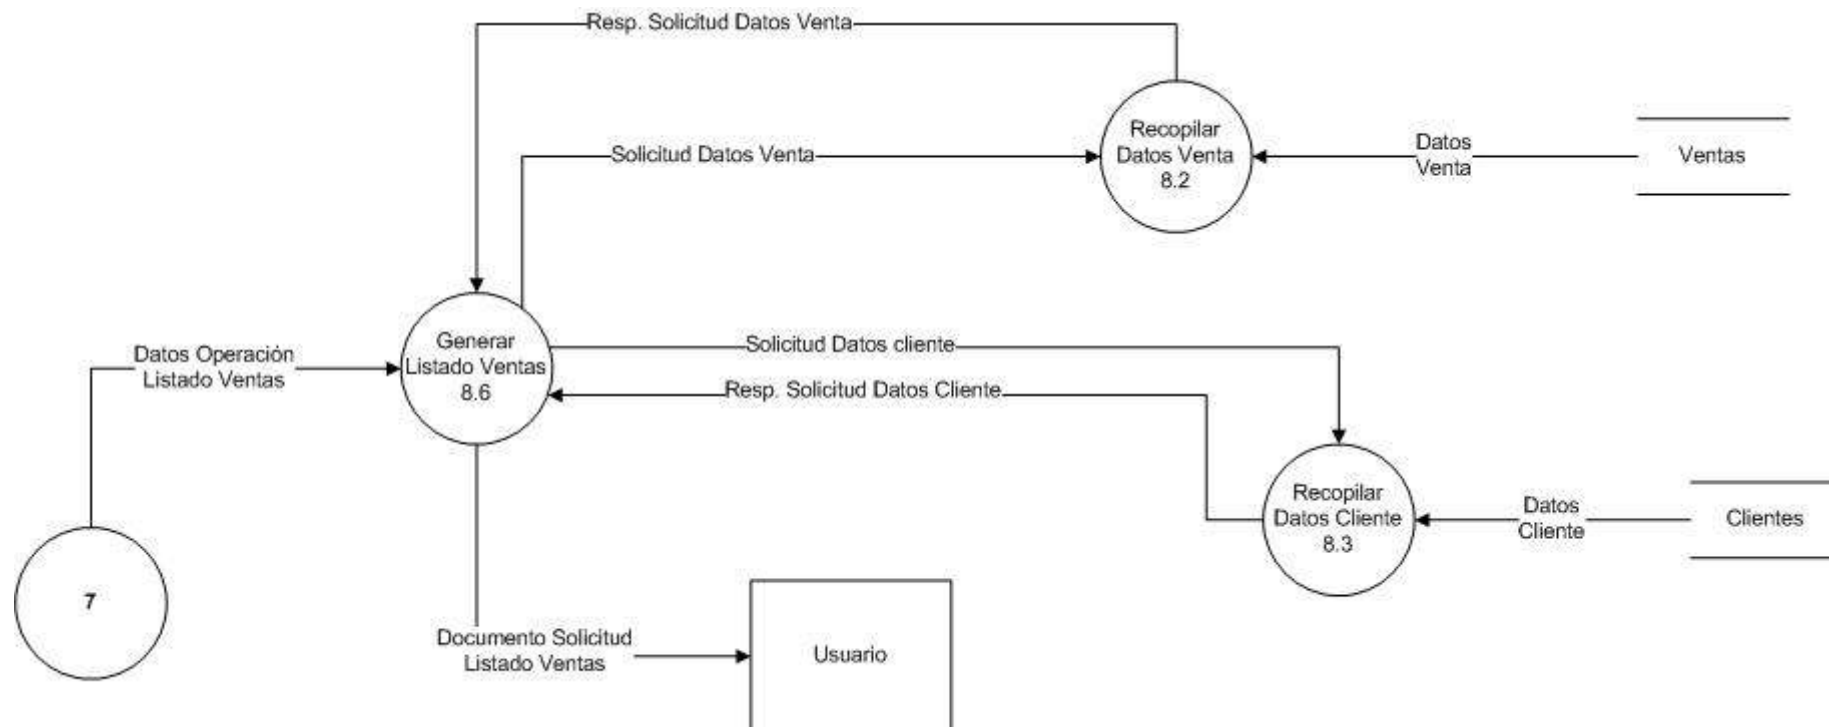 Resp. Solicitud Datos Venta
Recopilar
Datos Venta
8.2
Solicitud Datos Venta
Datos
Venta
Ventas
Generar
Listado Ventas
8.6
Datos Operación
Listado Ventas
Solicitud Datos cliente
Resp. Solicitud Datos Cliente
Recopilar
Datos Cliente
8.3
Datos
Cliente
Clientes
7
Documento Solicitud
Listado Ventas
Usuario